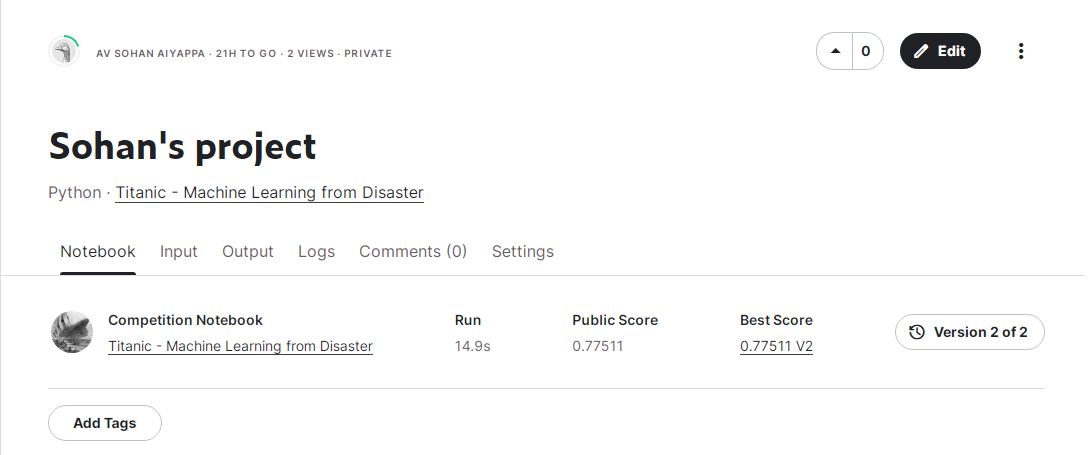 AV SOHAN AIYAPPA · 21H TO GO · 2 VIEWS · PRIVATE
0
Edit
Sohan's project
Python · Titanic - Machine Learning from Disaster
Notebook Input Output Logs Comments (0) Settings
Competition Notebook Run Public Score Best Score
Titanic - Machine Learning from Disaster 14.9s 0.77511 0.77511 V2
Version 2 of 2
Add Tags